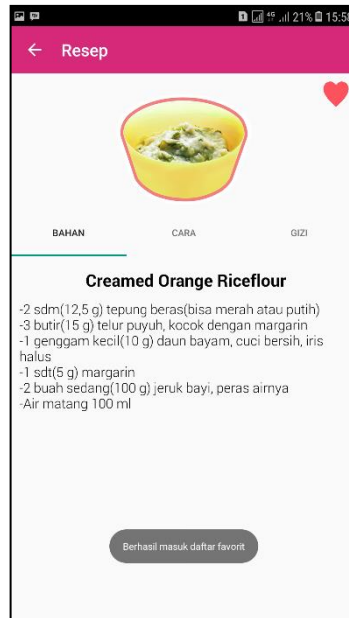 4G 21% 15:50
Resep
BAHAN CARA GIZI
Creamed Orange Riceflour
-2 sdm(12,5 g) tepung beras(bisa merah atau putih)
-3 butir(15 g) telur puyuh, kocok dengan margarin
-1 genggam kecil(10 g) daun bayam, cuci bersih, iris
halus
-1 sdt(5 g) margarin
-2 buah sedang(100 g) jeruk bayi, peras airnya
-Air matang 100 ml
Berhasil masuk daftar favorit